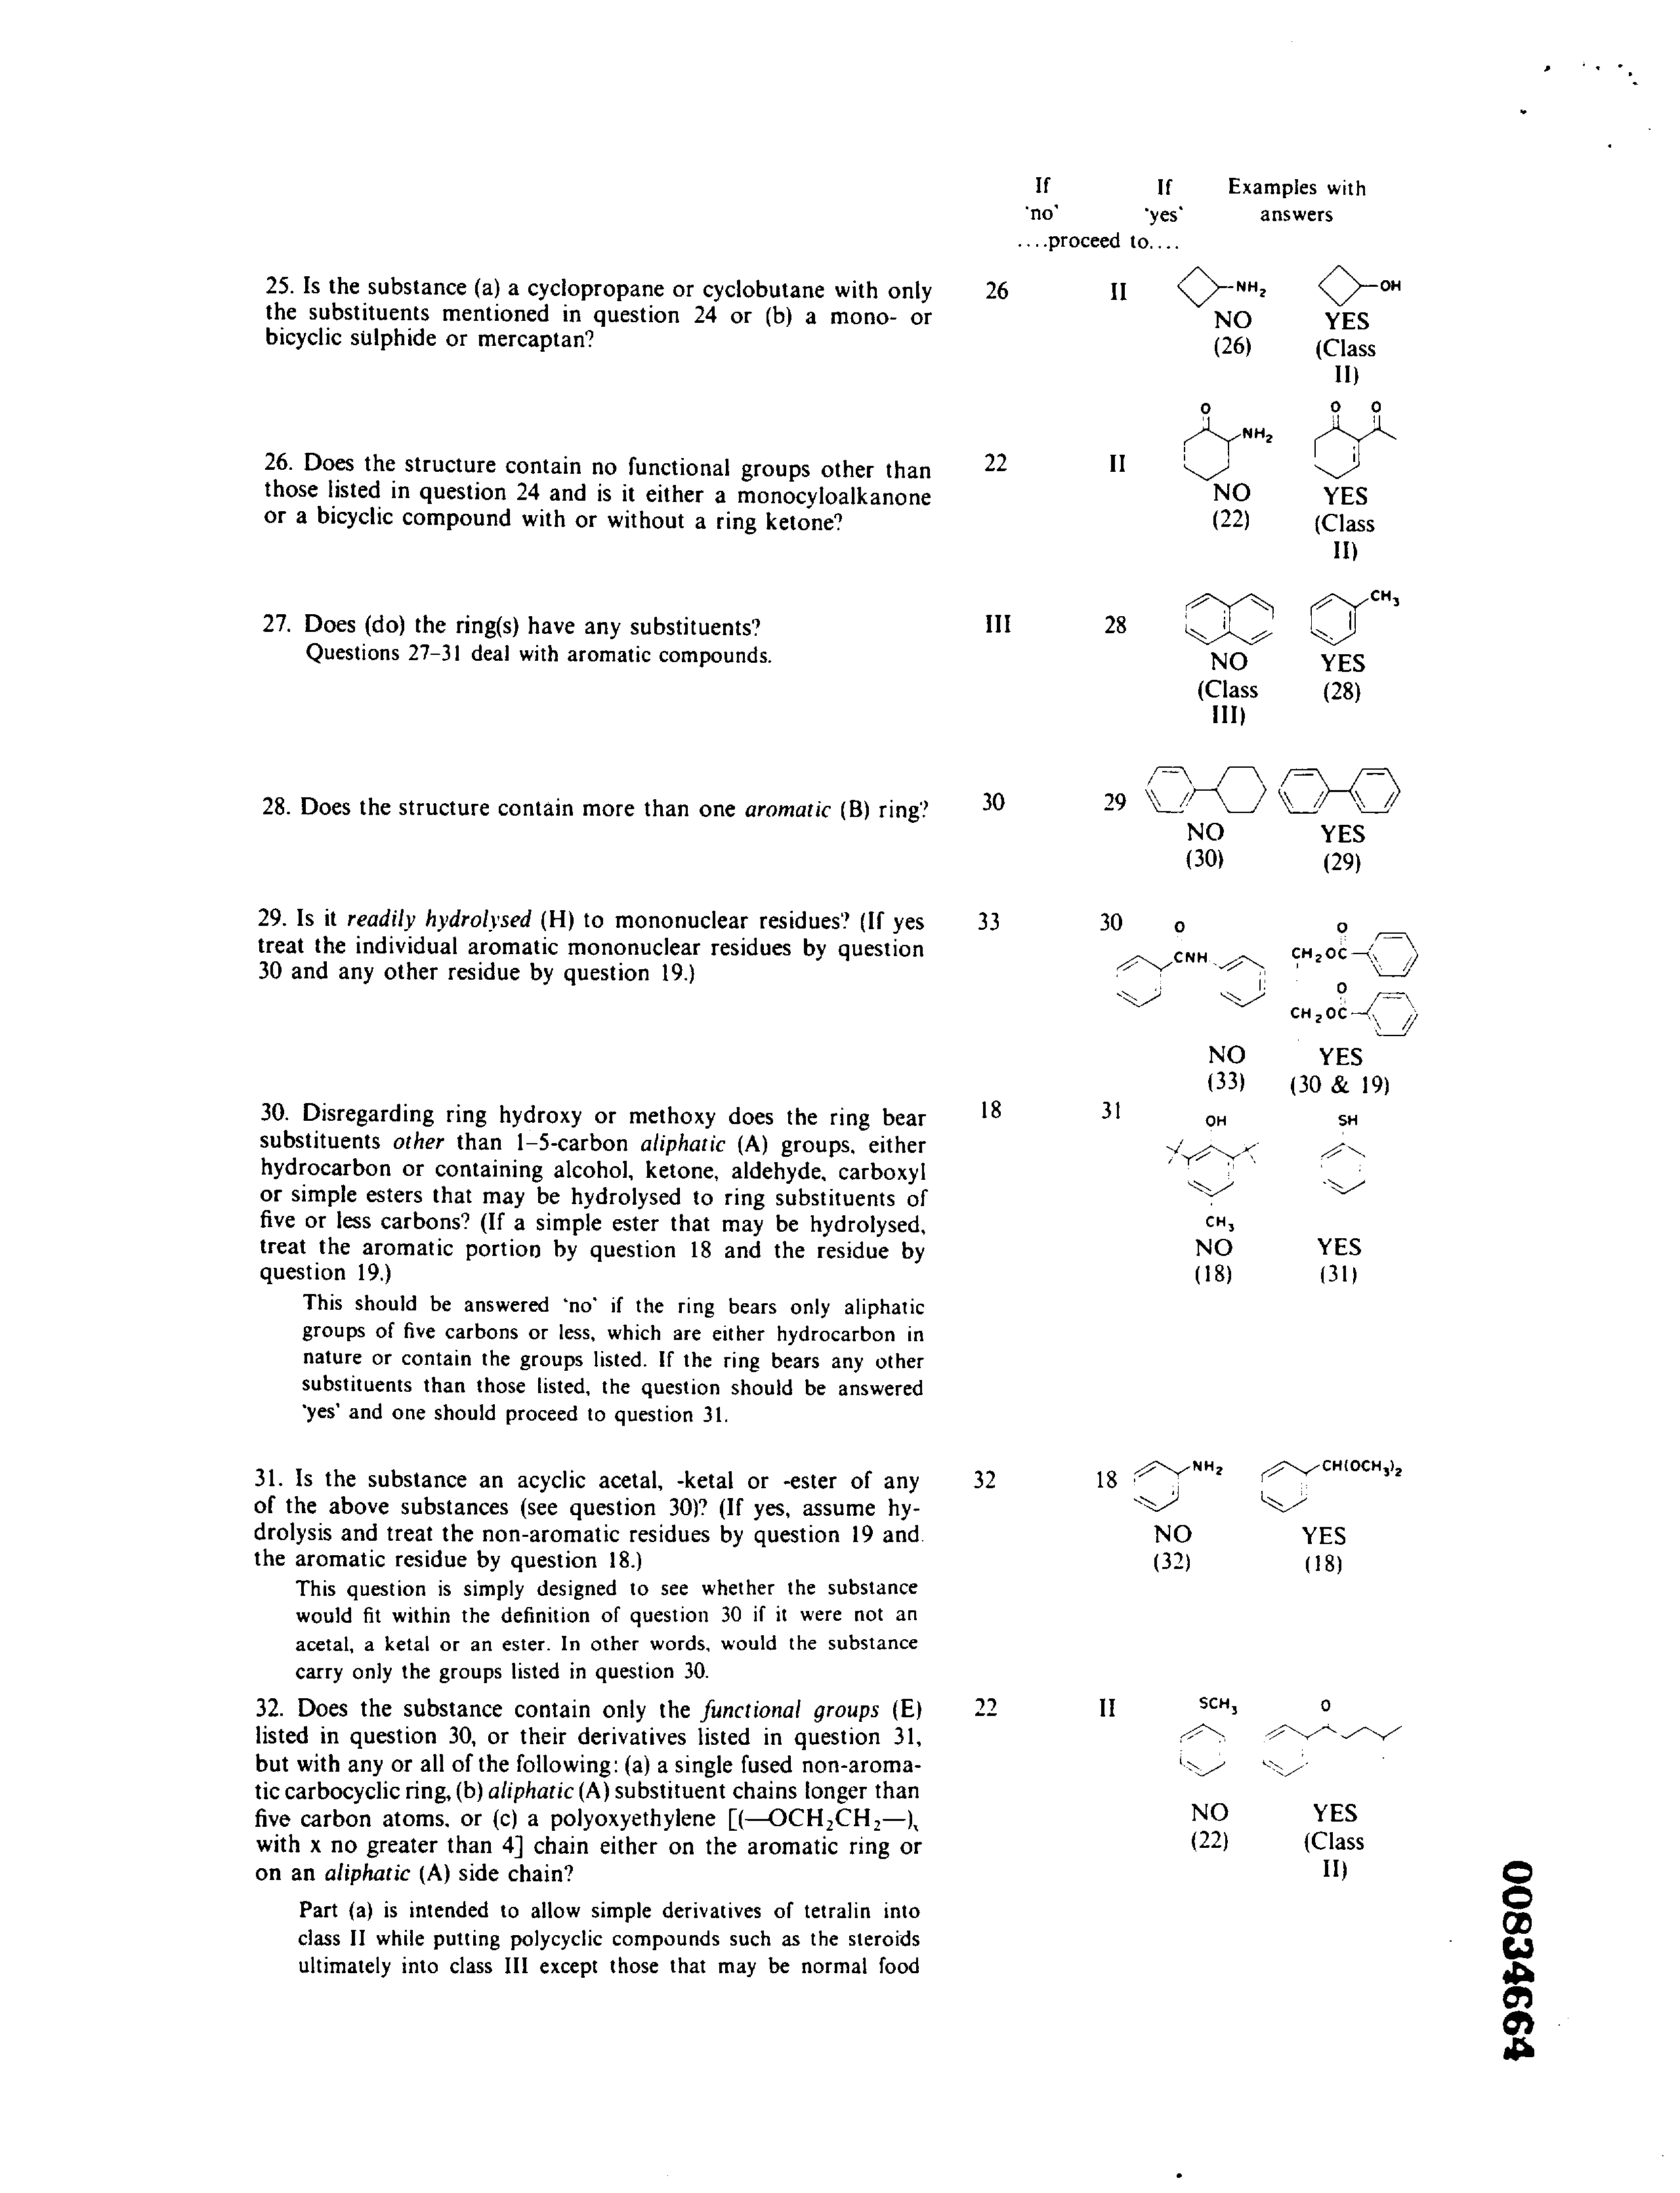 If If Examples with
'no' 'yes' answers
....proceed to....
25. Is the substance (a) a cyclopropane or cyclobutane with only 26 II NH2 OH
the substituents mentioned in question 24 or (b) a mono- or NO YES
bicyclic sulphide or mercaptan? (26) (Class
II)
O O O
NH2
26. Does the structure contain no functional groups other than 22 II
those listed in question 24 and is it either a monocyloalkanone NO YES
or a bicyclic compound with or without a ring ketone? (22) (Class
II)
CH3
27. Does (do) the ring(s) have any substituents? III 28
Questions 27–31 deal with aromatic compounds. NO YES
(Class (28)
III)
28. Does the structure contain more than one aromatic (B) ring? 30 29
NO YES
(30) (29)
29. Is it readily hydrolysed (H) to mononuclear residues? (If yes 33 30 O O
treat the individual aromatic mononuclear residues by question CNH CH2OC
30 and any other residue by question 19.) O
CH2OC
NO YES
(33) (30 & 19)
30. Disregarding ring hydroxy or methoxy does the ring bear 18 31 OH SH
substituents other than 1–5-carbon aliphatic (A) groups, either
hydrocarbon or containing alcohol, ketone, aldehyde, carboxyl
or simple esters that may be hydrolysed to ring substituents of
five or less carbons? (If a simple ester that may be hydrolysed, CH3
treat the aromatic portion by question 18 and the residue by NO YES
question 19.) (18) (31)
This should be answered 'no' if the ring bears only aliphatic
groups of five carbons or less, which are either hydrocarbon in
nature or contain the groups listed. If the ring bears any other
substituents than those listed, the question should be answered
'yes' and one should proceed to question 31.
31. Is the substance an acyclic acetal, -ketal or -ester of any 32 18 NH2 CH(OCH3)2
of the above substances (see question 30)? (If yes, assume hy-
drolysis and treat the non-aromatic residues by question 19 and NO YES
the aromatic residue by question 18.) (32) (18)
This question is simply designed to see whether the substance
would fit within the definition of question 30 if it were not an
acetal, a ketal or an ester. In other words, would the substance
carry only the groups listed in question 30.
32. Does the substance contain only the functional groups (E) 22 II SCH3 O
listed in question 30, or their derivatives listed in question 31,
but with any or all of the following: (a) a single fused non-aroma-
tic carbocyclic ring, (b) aliphatic (A) substituent chains longer than
five carbon atoms, or (c) a polyoxyethylene [(—OCH2CH2—)x NO YES
with x no greater than 4] chain either on the aromatic ring or (22) (Class
on an aliphatic (A) side chain? II)
Part (a) is intended to allow simple derivatives of tetralin into
class II while putting polycyclic compounds such as the steroids
ultimately into class III except those that may be normal food
00834664